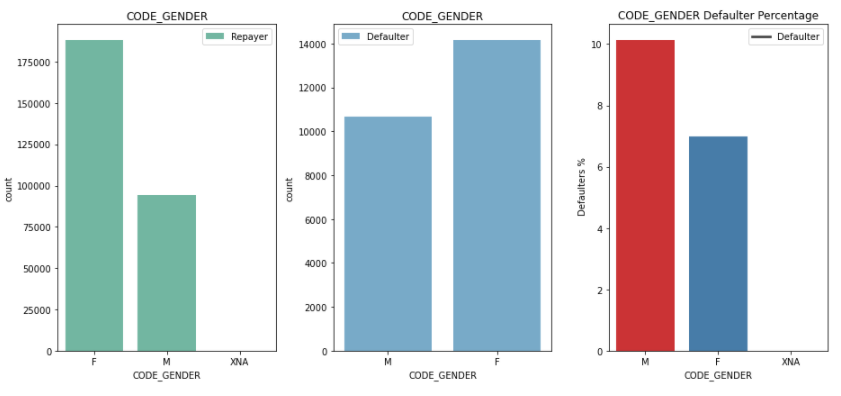 CODE_GENDER
Repayer
175000
150000
125000
100000
75000
50000
25000
0
count
F M XNA
CODE_GENDER
CODE_GENDER
Defaulter
14000
12000
10000
8000
6000
4000
2000
0
count
M F
CODE_GENDER
CODE_GENDER Defaulter Percentage
Defaulter
10
8
6
4
2
0
Defaulters %
M F XNA
CODE_GENDER